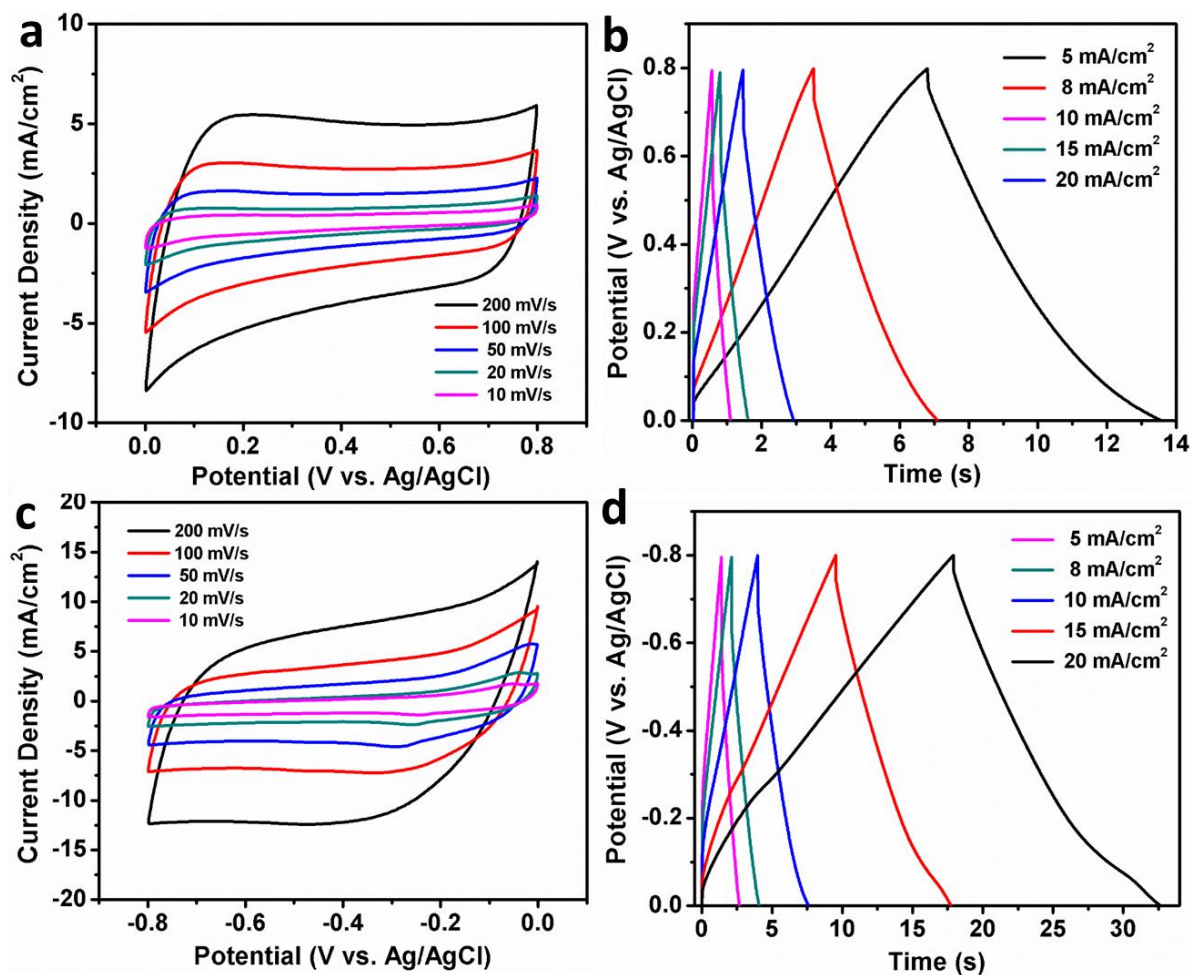 a
10
5
0
-5
-10
Current Density (mA/cm²)
200 mV/s
100 mV/s
50 mV/s
20 mV/s
10 mV/s
0.0 0.2 0.4 0.6 0.8
Potential (V vs. Ag/AgCl)
b
0.8
0.6
0.4
0.2
0.0
Potential (V vs. Ag/AgCl)
5 mA/cm²
8 mA/cm²
10 mA/cm²
15 mA/cm²
20 mA/cm²
0 2 4 6 8 10 12 14
Time (s)
c
20
15
10
5
0
-5
-10
-15
-20
Current Density (mA/cm²)
200 mV/s
100 mV/s
50 mV/s
20 mV/s
10 mV/s
-0.8 -0.6 -0.4 -0.2 0.0
Potential (V vs. Ag/AgCl)
d
-0.8
-0.6
-0.4
-0.2
0.0
Potential (V vs. Ag/AgCl)
5 mA/cm²
8 mA/cm²
10 mA/cm²
15 mA/cm²
20 mA/cm²
0 5 10 15 20 25 30
Time (s)